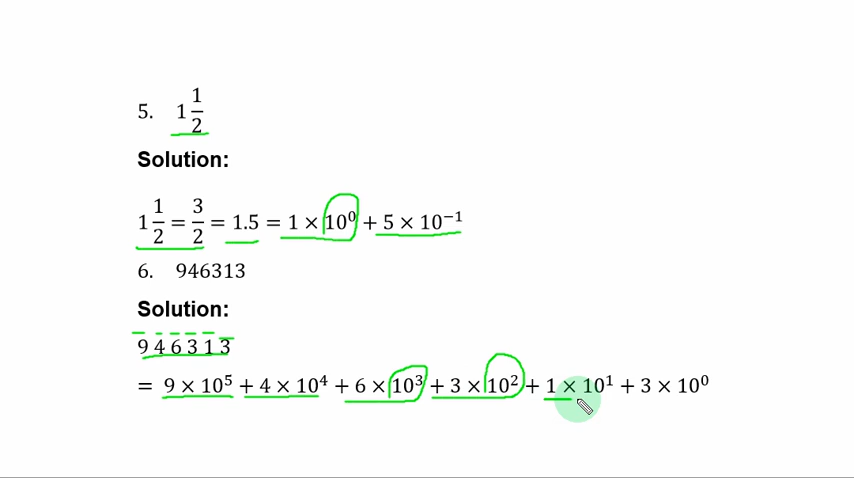 5. 1 1/2
Solution:
1 1/2 = 3/2 = 1.5 = 1 × 10⁰ + 5 × 10⁻¹
6. 946313
Solution:
946313
= 9 × 10⁵ + 4 × 10⁴ + 6 × 10³ + 3 × 10² + 1 × 10¹ + 3 × 10⁰